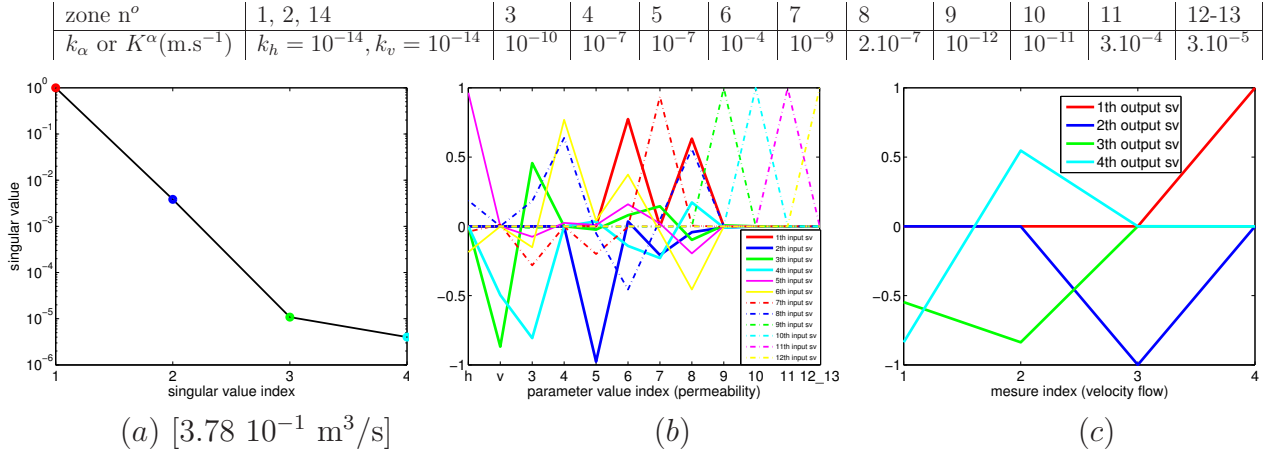 zone nº 1, 2, 14 3 4 5 6 7 8 9 10 11 12-13
kα or Kᵅ(m.s⁻¹) kₕ = 10⁻¹⁴, kᵥ = 10⁻¹⁴ 10⁻¹⁰ 10⁻⁷ 10⁻⁷ 10⁻⁴ 10⁻⁹ 2.10⁻⁷ 10⁻¹² 10⁻¹¹ 3.10⁻⁴ 3.10⁻⁵
10⁰
10⁻¹
10⁻²
10⁻³
10⁻⁴
10⁻⁵
10⁻⁶
singular value
1 2 3 4
singular value index
(a) [3.78 10⁻¹ m³/s]
1
0.5
0
−0.5
−1
1th input sv
2th input sv
3th input sv
4th input sv
5th input sv
6th input sv
7th input sv
8th input sv
9th input sv
10th input sv
11th input sv
12th input sv
h v 3 4 5 6 7 8 9 10 11 12_13
parameter value index (permeability)
(b)
1
0.5
0
−0.5
−1
1th output sv
2th output sv
3th output sv
4th output sv
1 2 3 4
mesure index (velocity flow)
(c)